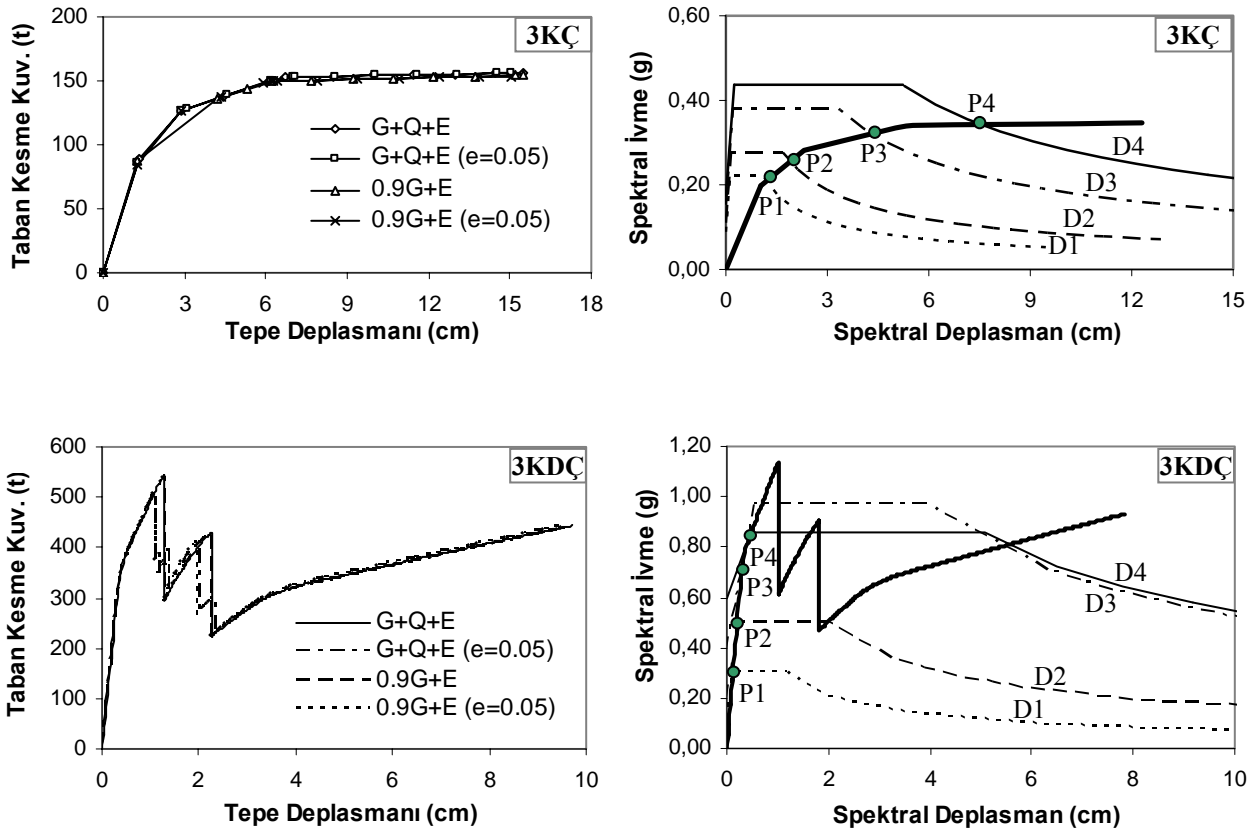 3KÇ
Taban Kesme Kuv. (t)
200
150
100
50
0
0 3 6 9 12 15 18
Tepe Deplasmanı (cm)
G+Q+E
G+Q+E (e=0.05)
0.9G+E
0.9G+E (e=0.05)
3KÇ
Spektral İvme (g)
0,60
0,40
0,20
0,00
0 3 6 9 12 15
Spektral Deplasman (cm)
P1
P2
P3
P4
D4
D3
D2
D1
3KDÇ
Taban Kesme Kuv. (t)
600
500
400
300
200
100
0
0 2 4 6 8 10
Tepe Deplasmanı (cm)
G+Q+E
G+Q+E (e=0.05)
0.9G+E
0.9G+E (e=0.05)
3KDÇ
Spektral İvme (g)
1,20
1,00
0,80
0,60
0,40
0,20
0,00
0 2 4 6 8 10
Spektral Deplasman (cm)
P4
P3
P2
P1
D4
D3
D2
D1